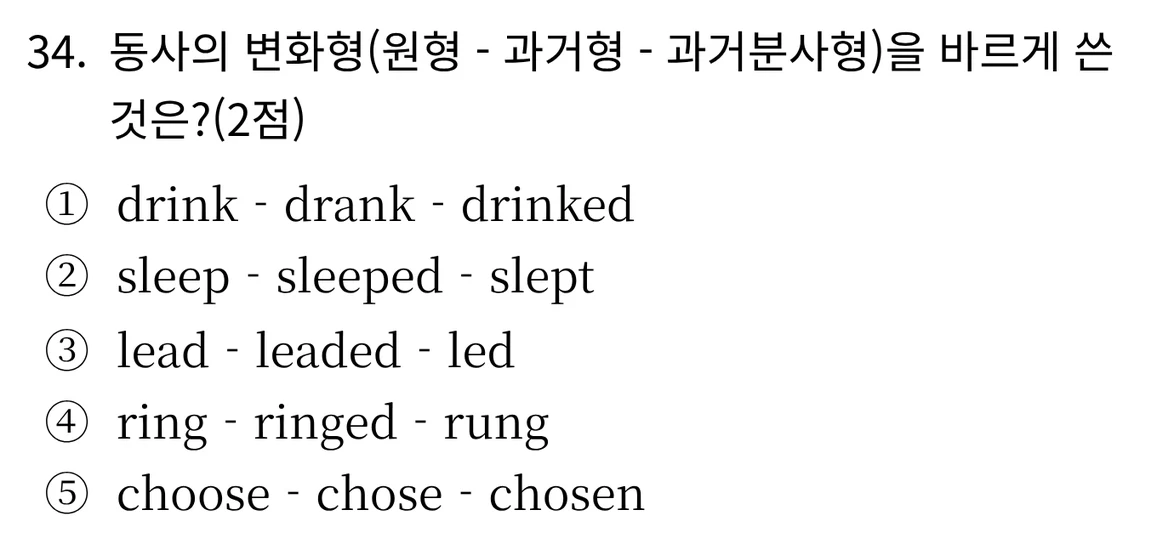 34. 동사의 변화형(원형 - 과거형 - 과거분사형)을 바르게 쓴
것은?(2점)
① drink - drank - drinked
② sleep - sleeped - slept
③ lead - leaded - led
④ ring - ringed - rung
⑤ choose - chose - chosen